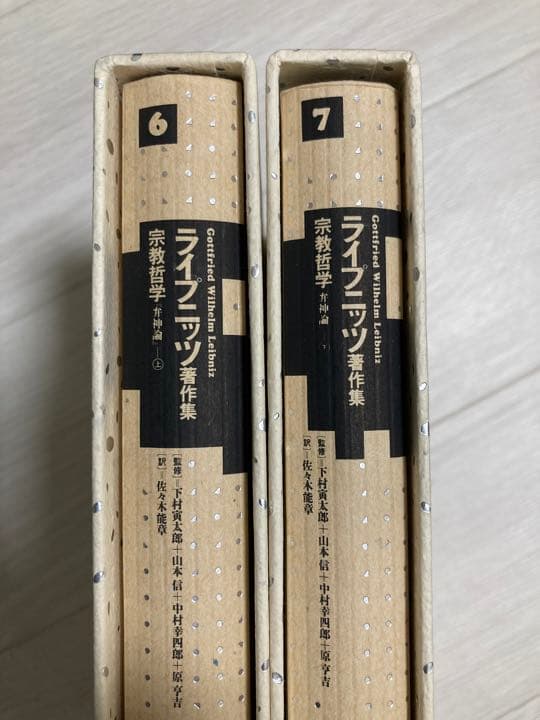 6
Gottfried Wilhelm Leibniz
ライプニッツ著作集
宗教哲学『弁神論』—上
[監修]=下村寅太郎+山本信+中村幸四郎+原亨吉
[訳]=佐々木能章
7
Gottfried Wilhelm Leibniz
ライプニッツ著作集
宗教哲学『弁神論』—下
[監修]=下村寅太郎+山本信+中村幸四郎+原亨吉
[訳]=佐々木能章